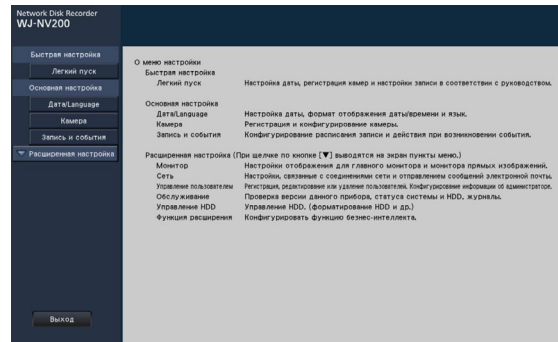 Network Disk Recorder
WJ-NV200
Быстрая настройка
Легкий пуск
Основная настройка
Дата/Language
Камера
Запись и события
Расширенная настройка
Выход
О меню настройки
Быстрая настройка
Легкий пуск Настройка даты, регистрация камер и настройки записи в соответствии с руководством.
Основная настройка
Дата/Language Настройка даты, формат отображения даты/времени и язык.
Камера Регистрация и конфигурирование камеры.
Запись и события Конфигурирование расписания записи и действия при возникновении события.
Расширенная настройка (При щелчке по кнопке [▼] выводятся на экран пункты меню.)
Монитор Настройки отображения для главного монитора и монитора прямых изображений.
Сеть Настройки, связанные с соединениями сети и отправлением сообщений электронной почты.
Управление пользователем Регистрация, редактирование или удаление пользователей. Конфигурирование информации об администраторе.
Обслуживание Проверка версии данного прибора, статуса системы и HDD, журналы.
Управление HDD Управление HDD. (форматирование HDD и др.)
Функция расширения Конфигурировать функцию безнес-интеллекта.